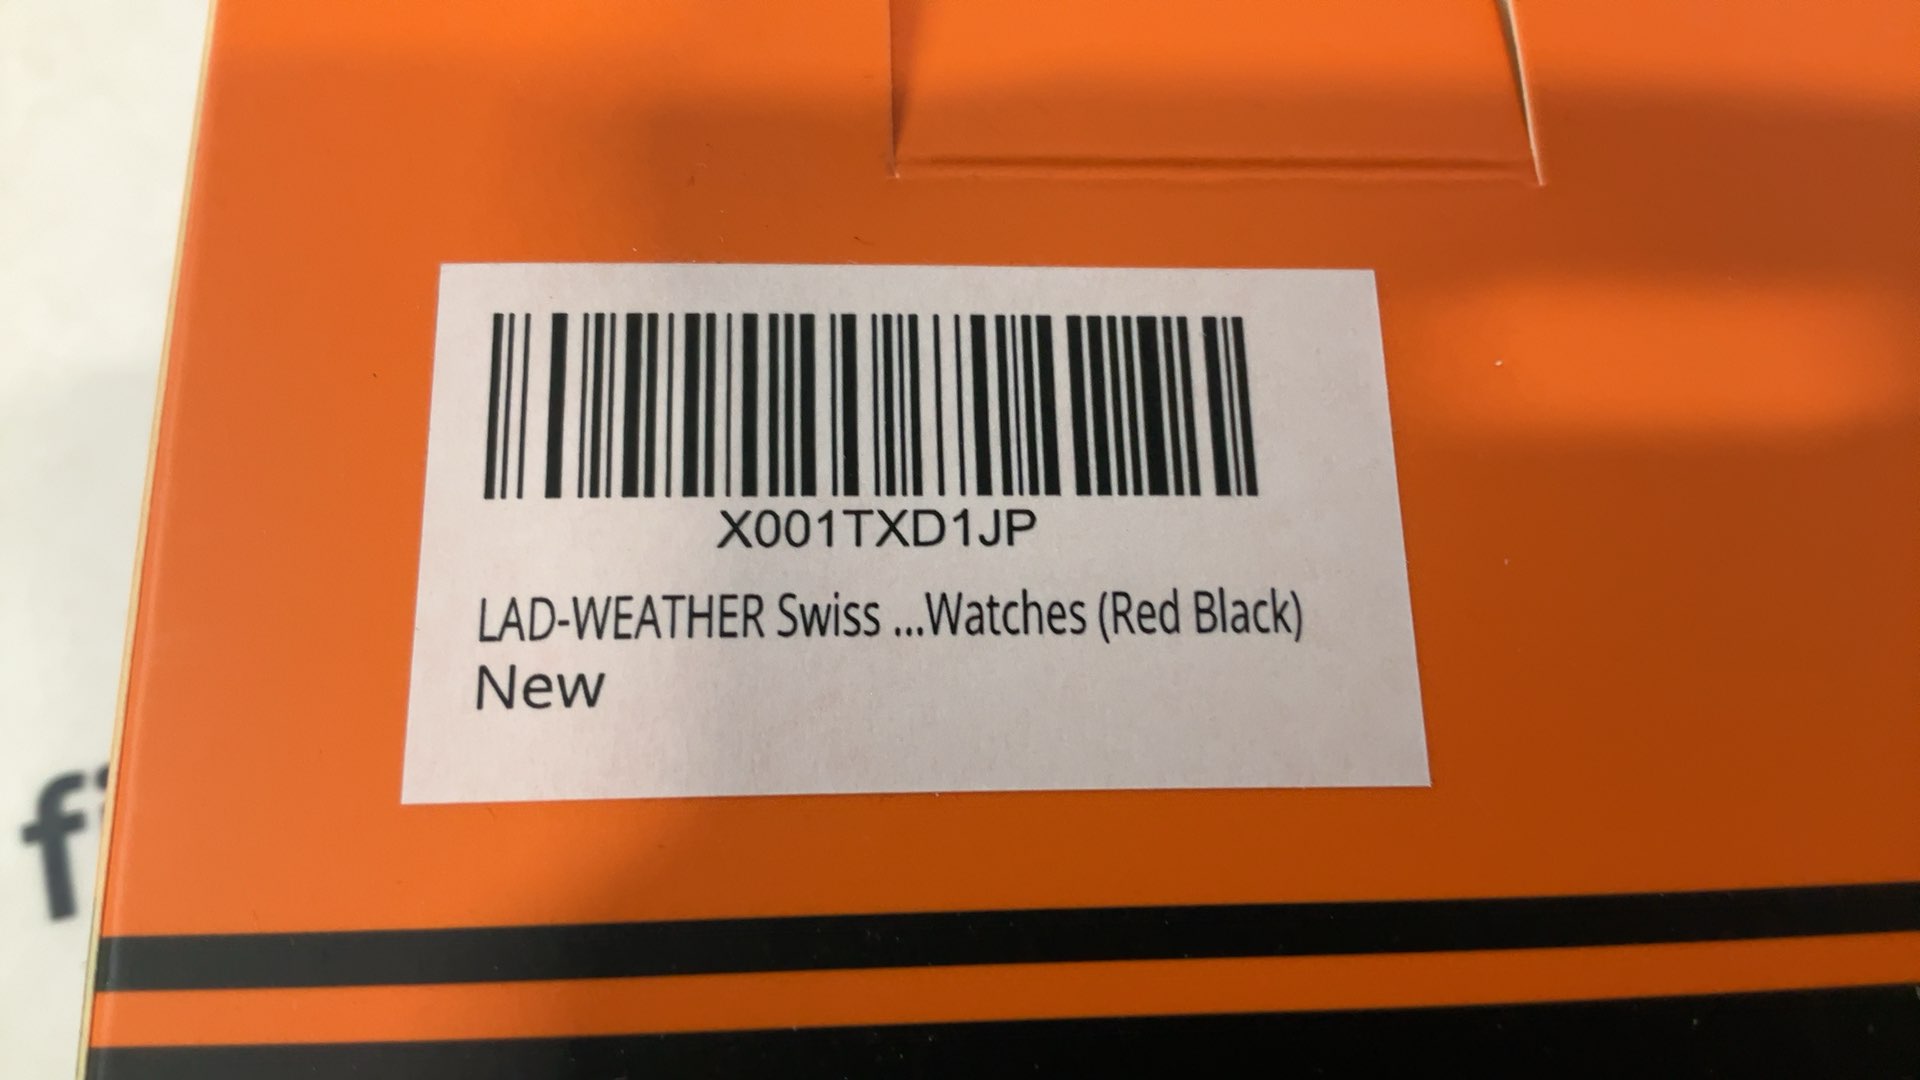 X001TXD1JP
LAD-WEATHER Swiss ...Watches (Red Black)
New